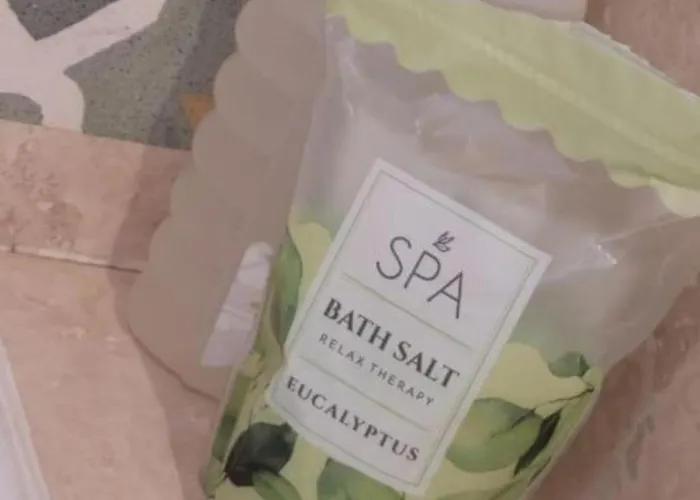 SPA
BATH SALT
RELAX THERAPY
EUCALYPTUS